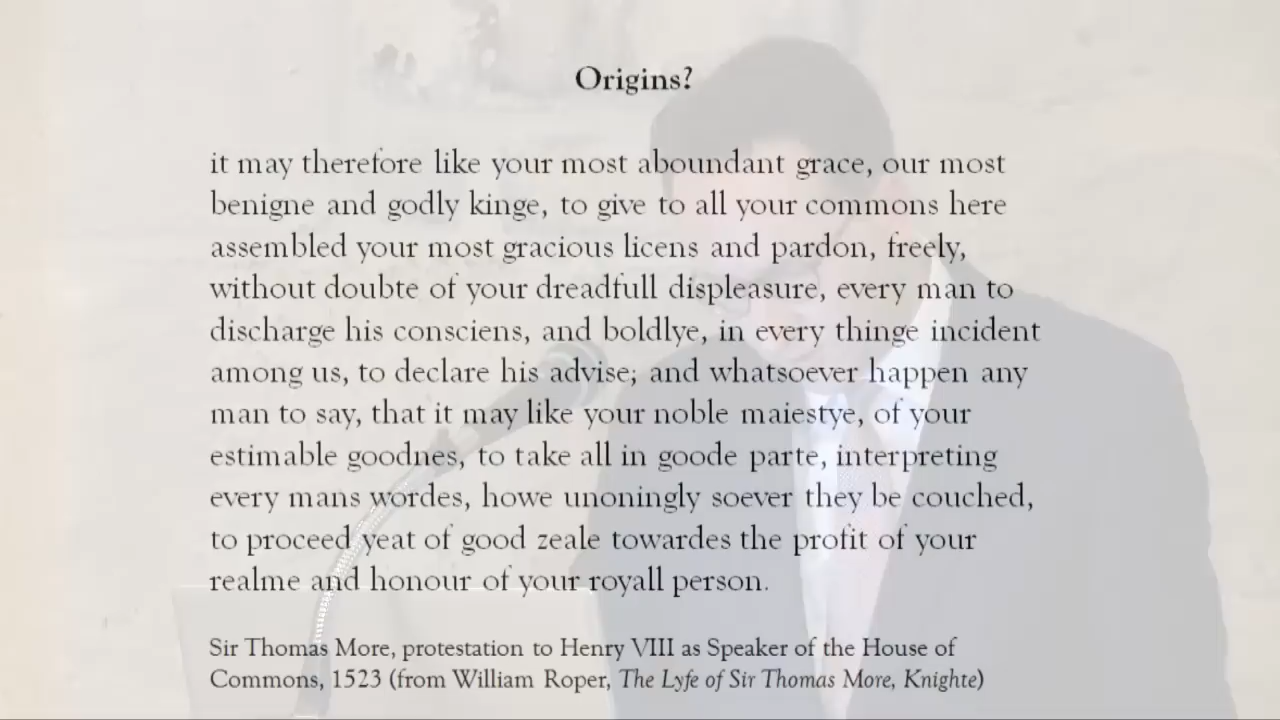 Origins?
it may therefore like your most aboundant grace, our most
benigne and godly kinge, to give to all your commons here
assembled your most gracious licens and pardon, freely,
without doubte of your dreadfull displeasure, every man to
discharge his consciens, and boldlye, in every thinge incident
among us, to declare his advise; and whatsoever happen any
man to say, that it may like your noble maiestye, of your
estimable goodnes, to take all in goode parte, interpreting
every mans wordes, howe unoningly soever they be couched,
to proceed yeat of good zeale towardes the profit of your
realme and honour of your royall person.
Sir Thomas More, protestation to Henry VIII as Speaker of the House of
Commons, 1523 (from William Roper, The Lyfe of Sir Thomas More, Knighte)